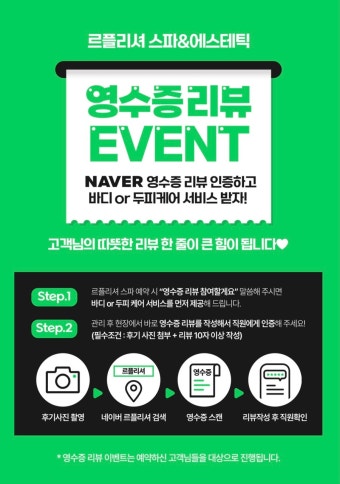 르플리셔 스파&에스테틱
영수증 리뷰
EVENT
NAVER 영수증 리뷰 인증하고
바디 or 두피케어 서비스 받자!
고객님의 따뜻한 리뷰 한 줄이 큰 힘이 됩니다♥
Step.1
르플리셔 스파 예약 시 "영수증 리뷰 참여할게요" 말씀해 주시면
바디 or 두피 케어 서비스를 먼저 제공해 드립니다.
Step.2
관리 후 현장에서 바로 영수증 리뷰를 작성해서 직원에게 인증해 주세요!
(필수조건 : 후기 사진 첨부 + 리뷰 10자 이상 작성)
르플리셔
영수증
후기사진 촬영
네이버 르플리셔 검색
영수증 스캔
리뷰작성 후 직원확인
* 영수증 리뷰 이벤트는 예약하신 고객님들을 대상으로 진행됩니다.